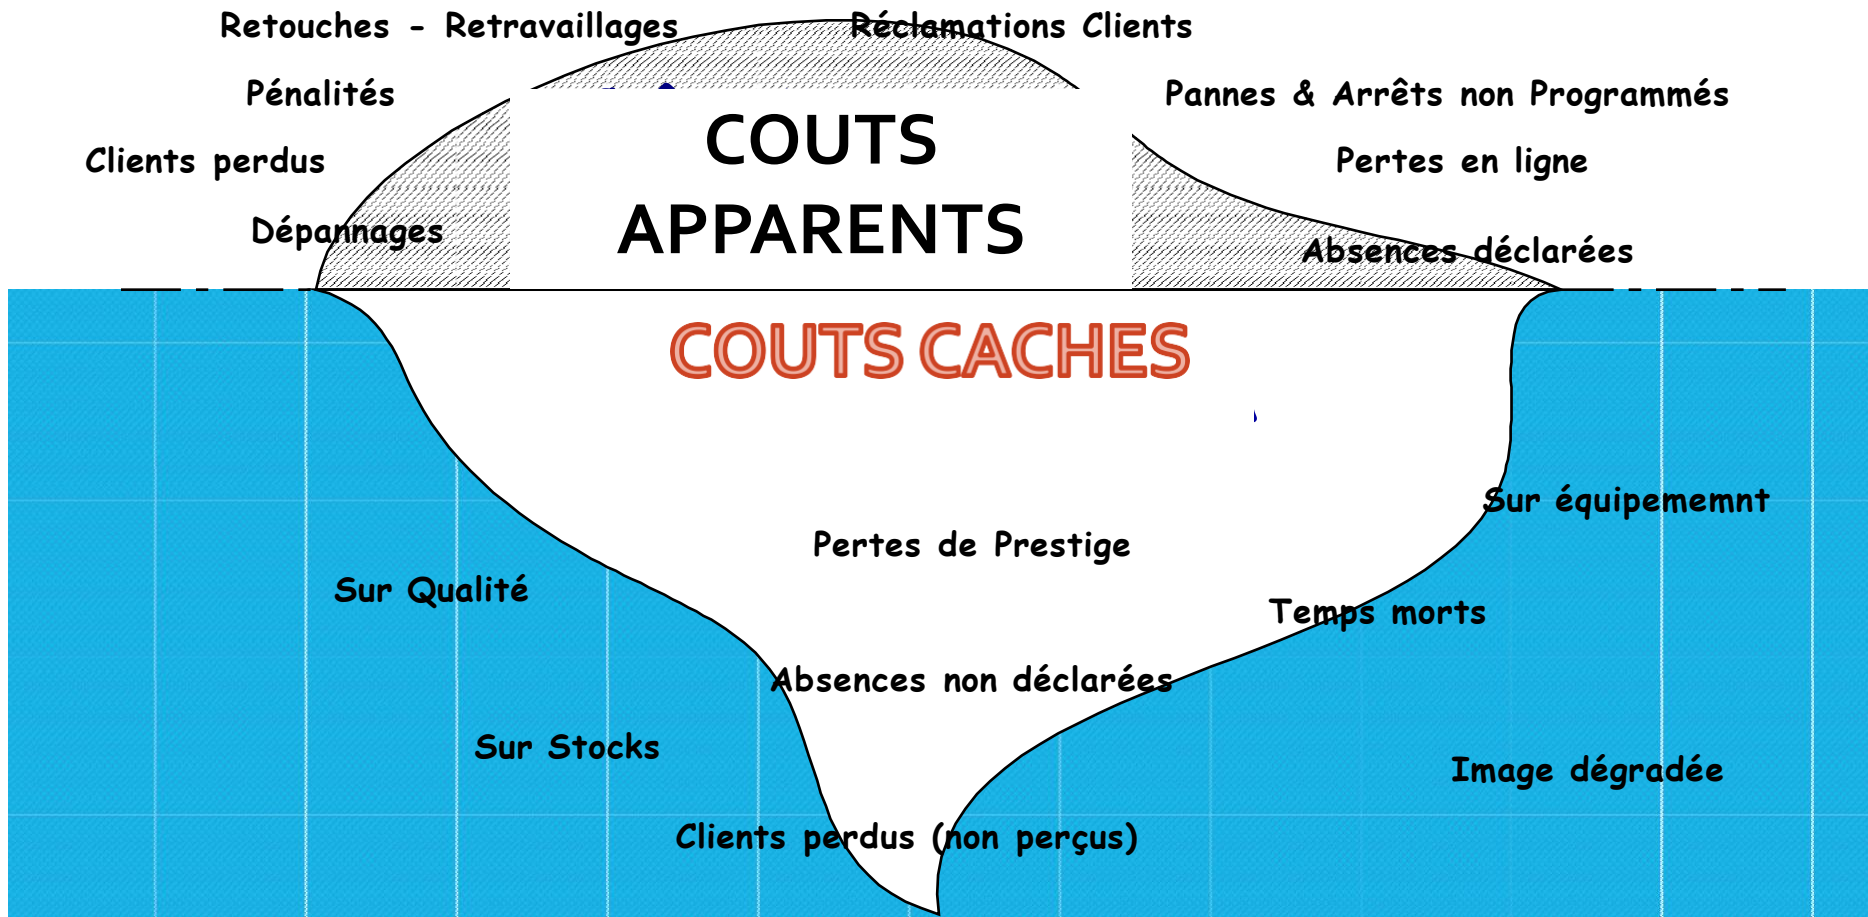 Retouches - Retravaillages
Réclamations Clients
Pénalités
Pannes & Arrêts non Programmés
COUTS
APPARENTS
Clients perdus
Pertes en ligne
Dépannages
Absences déclarées
COUTS CACHES
Sur équipememnt
Pertes de Prestige
Sur Qualité
Temps morts
Absences non déclarées
Sur Stocks
Image dégradée
Clients perdus (non perçus)